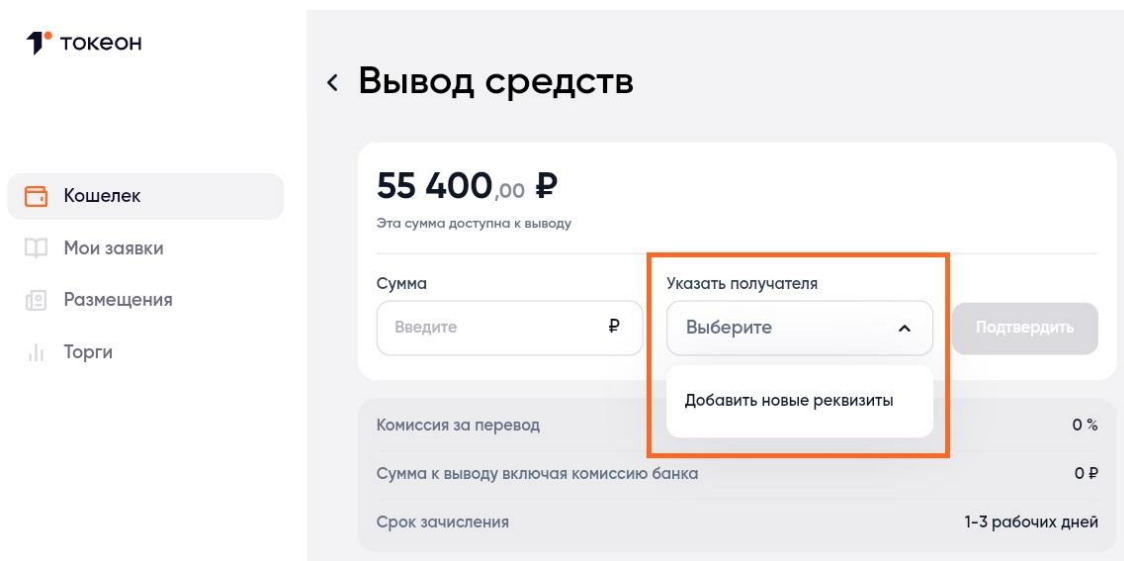 токеон
Вывод средств
Кошелек
Мои заявки
Размещения
Торги
55 400,00 ₽
Эта сумма доступна к выводу
Сумма
Введите ₽
Указать получателя
Выберите
Подтвердить
Добавить новые реквизиты
Комиссия за перевод 0 %
Сумма к выводу включая комиссию банка 0 ₽
Срок зачисления 1-3 рабочих дней